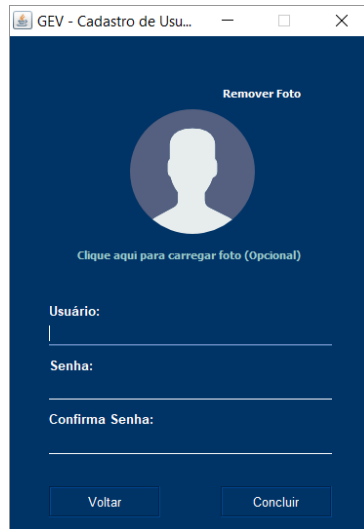 GEV - Cadastro de Usu...
Remover Foto
Clique aqui para carregar foto (Opcional)
Usuário:
Senha:
Confirma Senha:
Voltar
Concluir